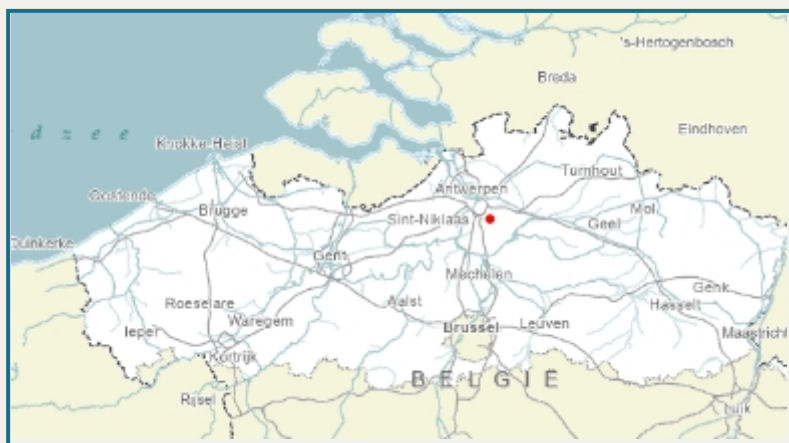 's-Hertogenbosch
Breda
Eindhoven
d z e e
Knokke-Heist
Turnhout
Antwerpen
Oostende
Mol
Brugge
Sint-Niklaas
Geel
Duinkerke
Gent
Mechelen
Genk
Roeselare
Aalst
Hasselt
Waregem
Ieper
Brussel
Leuven
Maastricht
Kortrijk
BELGIË
Rijsel
Luik